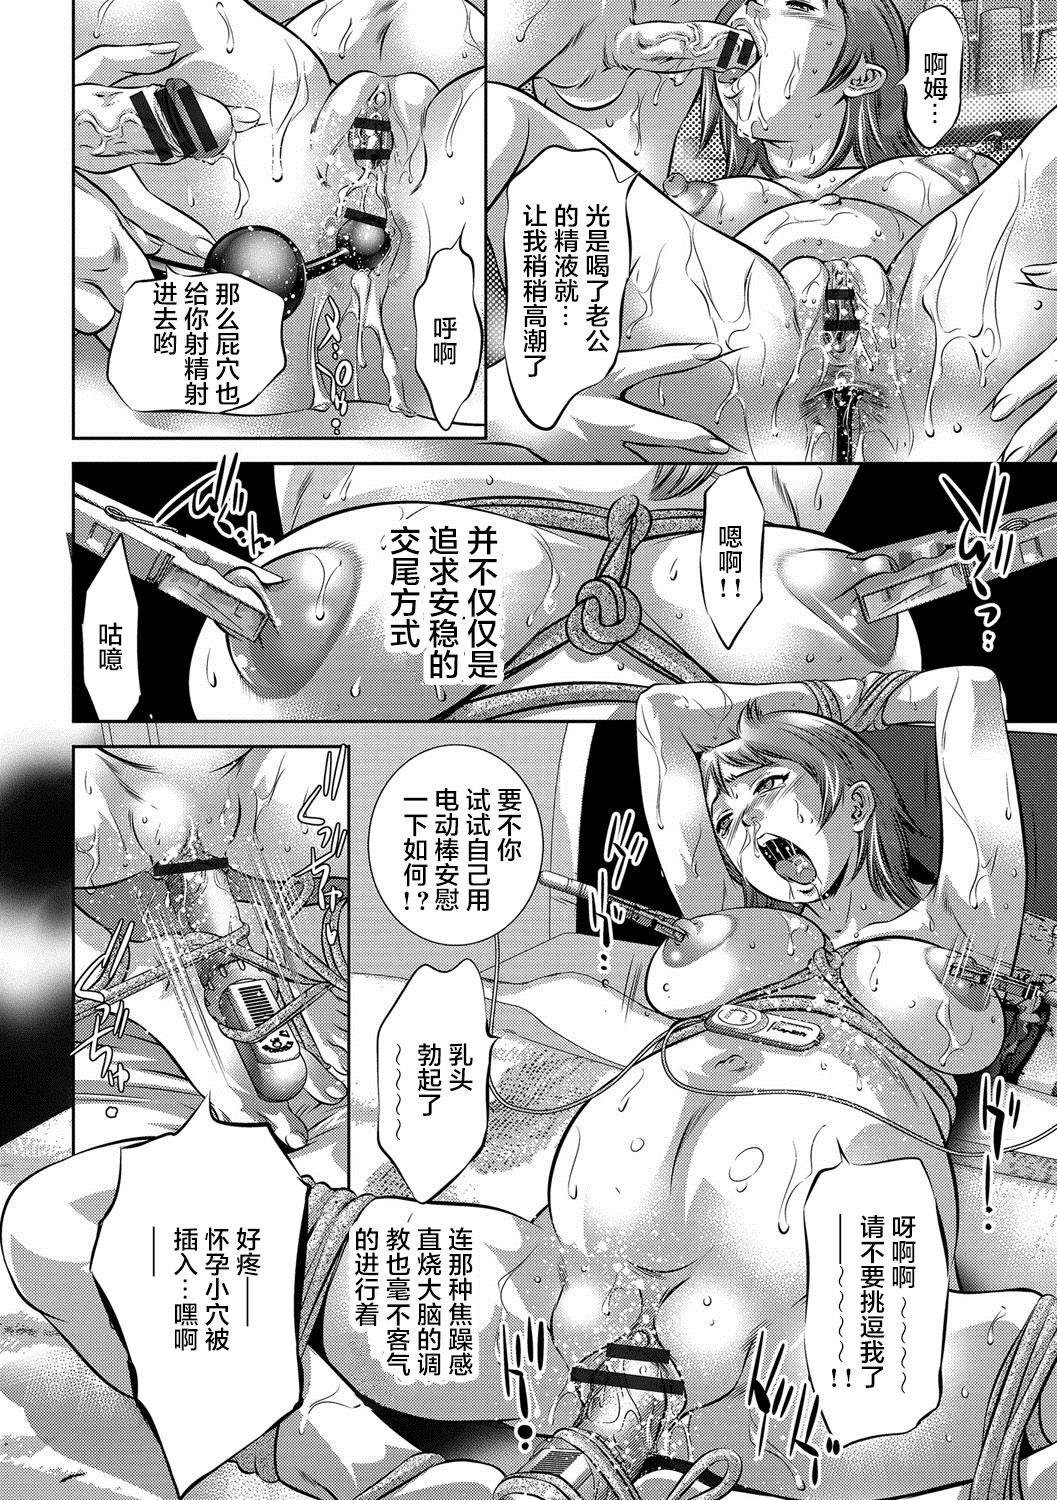 啊姆…
光是喝了老公
的精液就…
让我稍稍高潮了
呼啊
那么屁穴也
给你射精射
进去哟
嗯啊!!
并不仅仅是
追求安稳的
交尾方式
咕噫
要不你
试试自己用
电动棒安慰
一下如何!?
乳头
勃起了
~~~~
呀啊啊~~~~
请不要挑逗我了
~~~~!!
连那种焦躁感
直烧大脑的调
教也毫不客气
的进行着
好疼——
怀孕小穴被
插入…嘿啊
——